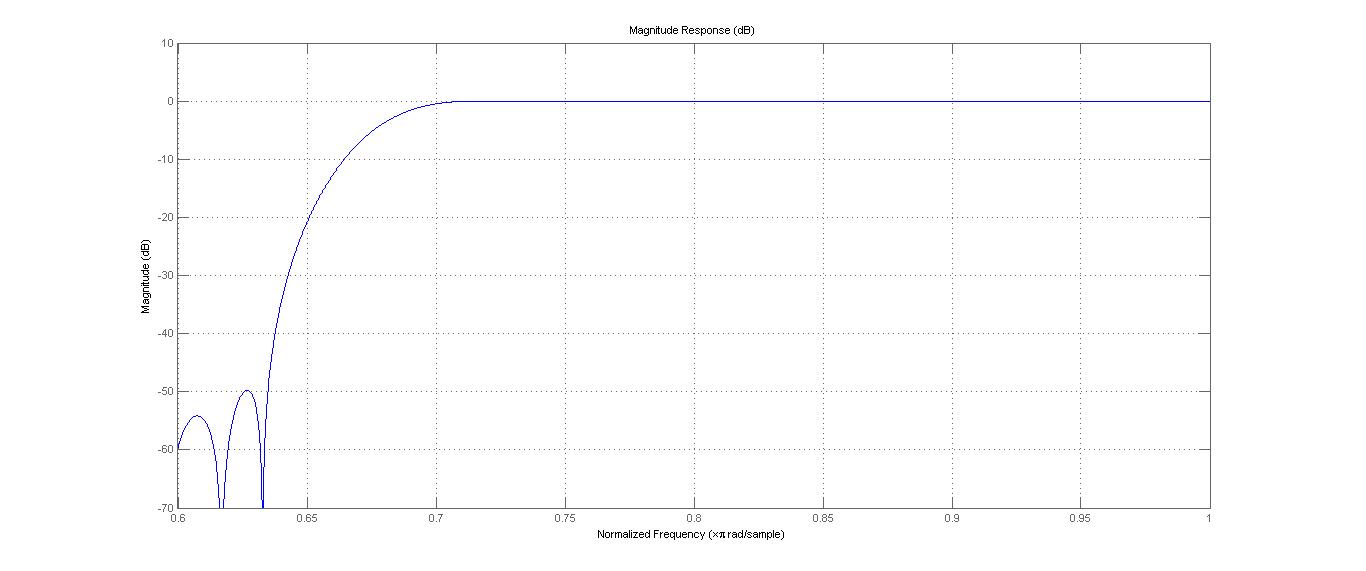 Magnitude Response (dB)
10
0
-10
-20
-30
-40
-50
-60
-70
Magnitude (dB)
0.6 0.65 0.7 0.75 0.8 0.85 0.9 0.95 1
Normalized Frequency (×π rad/sample)